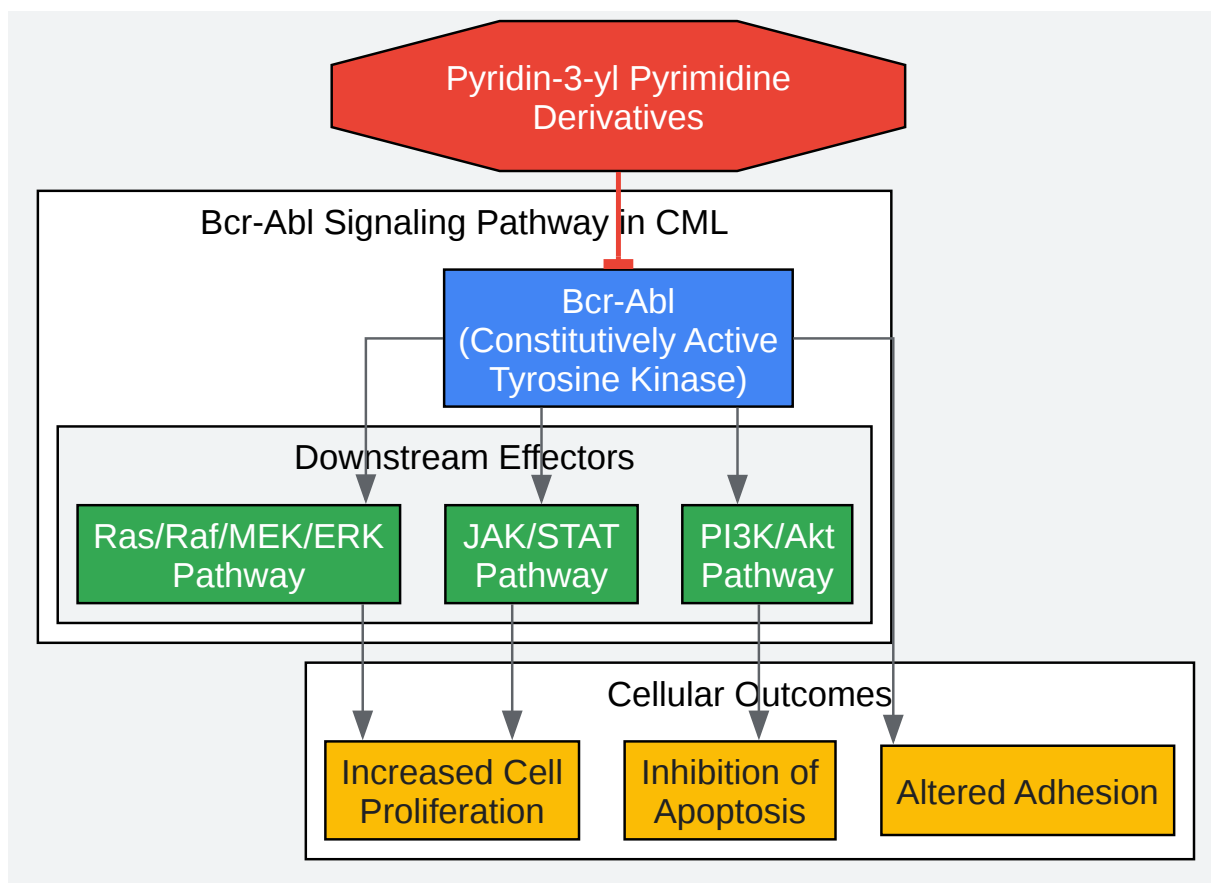 Pyridin-3-yl Pyrimidine
Derivatives
Bcr-Abl Signaling Pathway in CML
Bcr-Abl
(Constitutively Active
Tyrosine Kinase)
Downstream Effectors
Ras/Raf/MEK/ERK
Pathway
JAK/STAT
Pathway
PI3K/Akt
Pathway
Cellular Outcomes
Increased Cell
Proliferation
Inhibition of
Apoptosis
Altered Adhesion